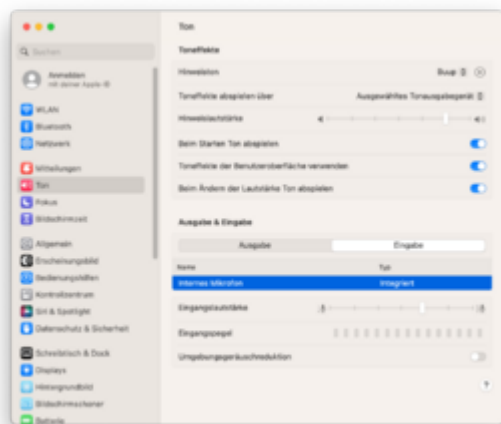 Suchen
Anmelden
mit deiner Apple-ID
WLAN
Bluetooth
Netzwerk
Mitteilungen
Ton
Fokus
Bildschirmzeit
Allgemein
Erscheinungsbild
Bedienungshilfen
Kontrollzentrum
Siri & Spotlight
Datenschutz & Sicherheit
Schreibtisch & Dock
Displays
Hintergrundbild
Bildschirmschoner
Batterie
Ton
Toneffekte
Hinweiston
Buup
Toneffekte abspielen über
Ausgewähltes Tonausgabegerät
Hinweislautstärke
Beim Starten Ton abspielen
Toneffekte der Benutzeroberfläche verwenden
Beim Ändern der Lautstärke Ton abspielen
Ausgabe & Eingabe
Ausgabe Eingabe
Name Typ
Internes Mikrofon Integriert
Eingangslautstärke
Eingangspegel
Umgebungsgeräuschreduktion
?